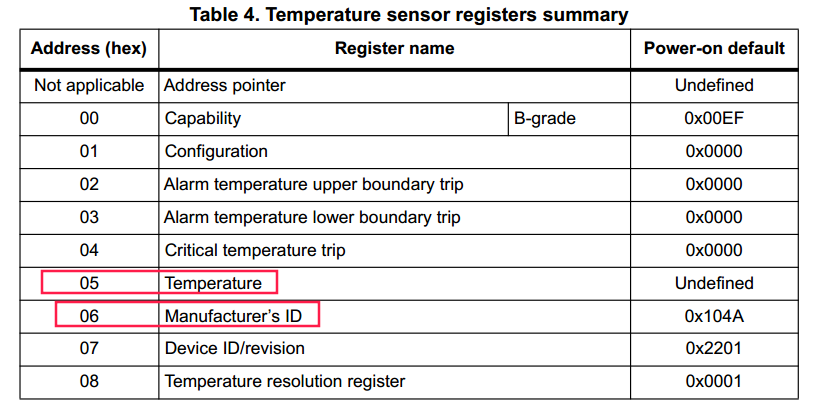 Table 4. Temperature sensor registers summary
Address (hex) Register name Power-on default
Not applicable Address pointer Undefined
00 Capability B-grade 0x00EF
01 Configuration 0x0000
02 Alarm temperature upper boundary trip 0x0000
03 Alarm temperature lower boundary trip 0x0000
04 Critical temperature trip 0x0000
05 Temperature Undefined
06 Manufacturer’s ID 0x104A
07 Device ID/revision 0x2201
08 Temperature resolution register 0x0001